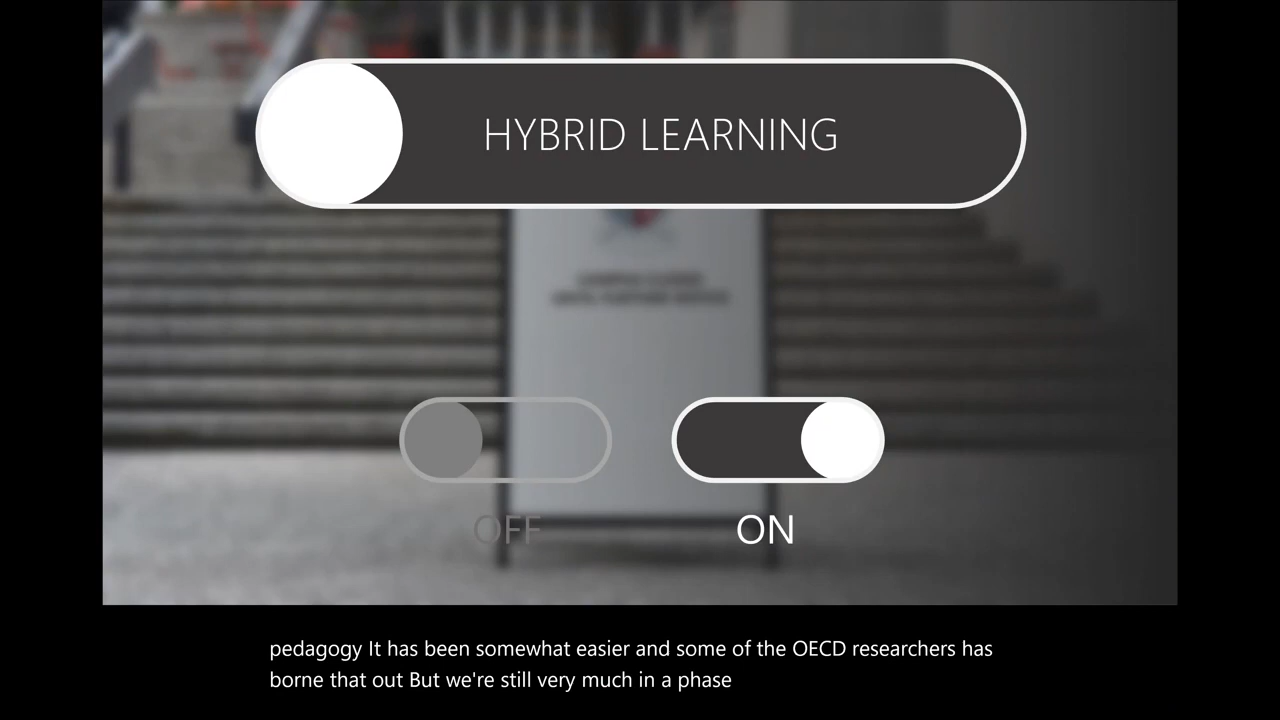 HYBRID LEARNING
OFF
ON
pedagogy It has been somewhat easier and some of the OECD researchers has
borne that out But we're still very much in a phase